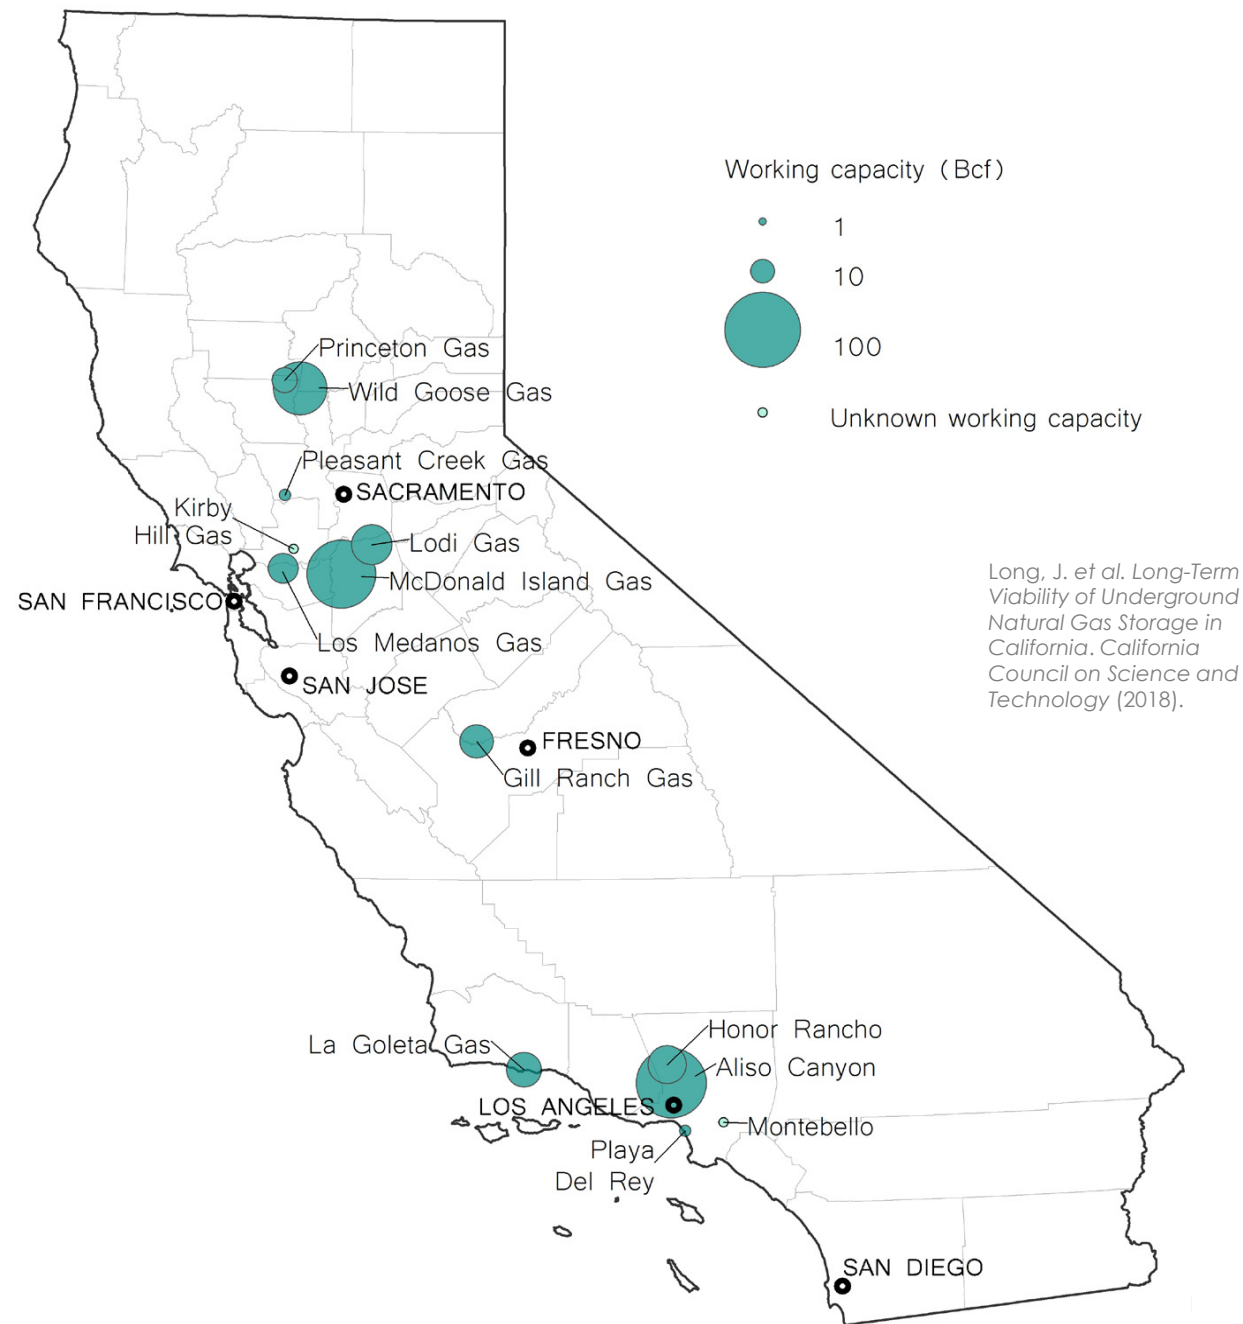 Working capacity (Bcf)
1
10
100
Unknown working capacity
Princeton Gas
Wild Goose Gas
Pleasant Creek Gas
SACRAMENTO
Kirby
Hill Gas
Lodi Gas
McDonald Island Gas
SAN FRANCISCO
Los Medanos Gas
SAN JOSE
FRESNO
Gill Ranch Gas
Long, J. et al. Long-Term
Viability of Underground
Natural Gas Storage in
California. California
Council on Science and
Technology (2018).
Honor Rancho
La Goleta Gas
Aliso Canyon
LOS ANGELES
Montebello
Playa
Del Rey
SAN DIEGO